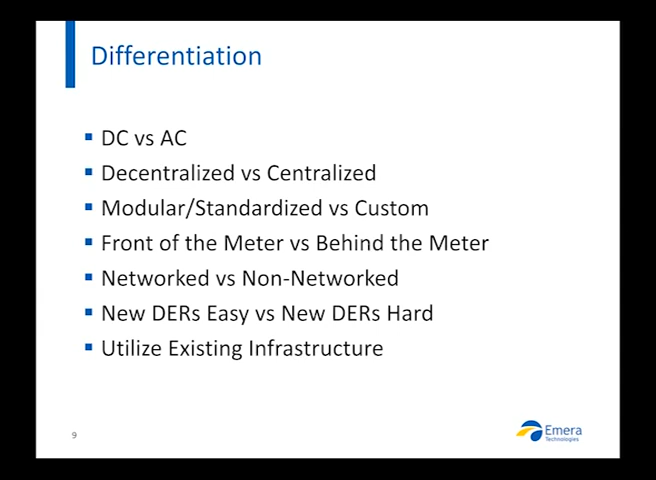 Differentiation
DC vs AC
Decentralized vs Centralized
Modular/Standardized vs Custom
Front of the Meter vs Behind the Meter
Networked vs Non-Networked
New DERs Easy vs New DERs Hard
Utilize Existing Infrastructure
9
Emera
Technologies